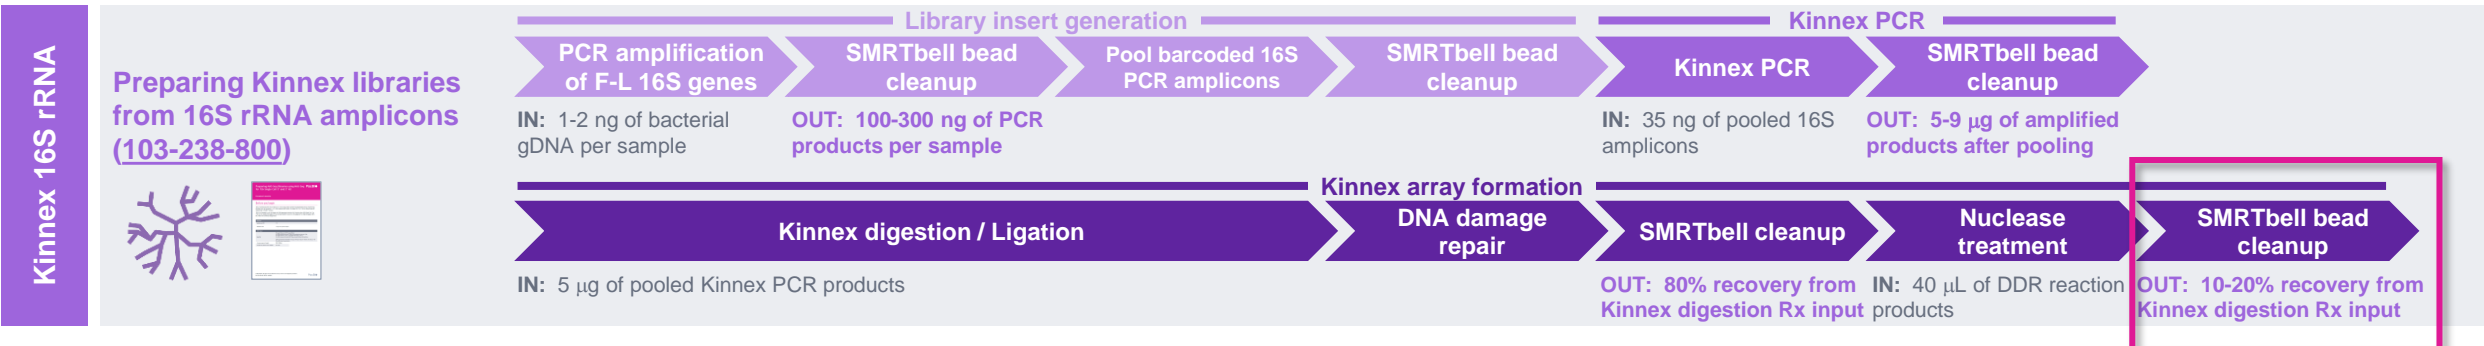 Kinnex 16S rRNA
Preparing Kinnex libraries
from 16S rRNA amplicons
(103-238-800)
Library insert generation
Kinnex PCR
PCR amplification
of F-L 16S genes
SMRTbell bead
cleanup
Pool barcoded 16S
PCR amplicons
SMRTbell bead
cleanup
Kinnex PCR
SMRTbell bead
cleanup
IN: 1-2 ng of bacterial
gDNA per sample
OUT: 100-300 ng of PCR
products per sample
IN: 35 ng of pooled 16S
amplicons
OUT: 5-9 μg of amplified
products after pooling
Kinnex array formation
Kinnex digestion / Ligation
DNA damage
repair
SMRTbell cleanup
Nuclease
treatment
SMRTbell bead
cleanup
IN: 5 μg of pooled Kinnex PCR products
OUT: 80% recovery from
Kinnex digestion Rx input
IN: 40 μL of DDR reaction
products
OUT: 10-20% recovery from
Kinnex digestion Rx input